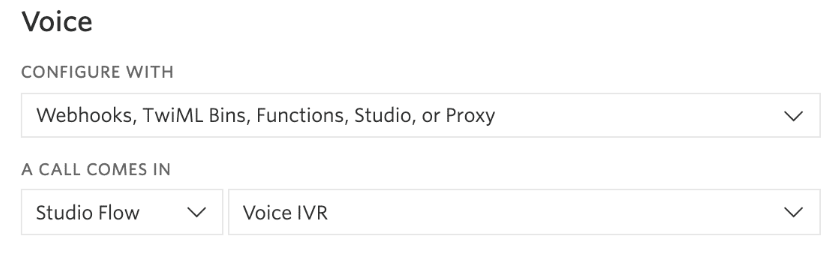 Voice
CONFIGURE WITH
Webhooks, TwiML Bins, Functions, Studio, or Proxy
A CALL COMES IN
Studio Flow Voice IVR